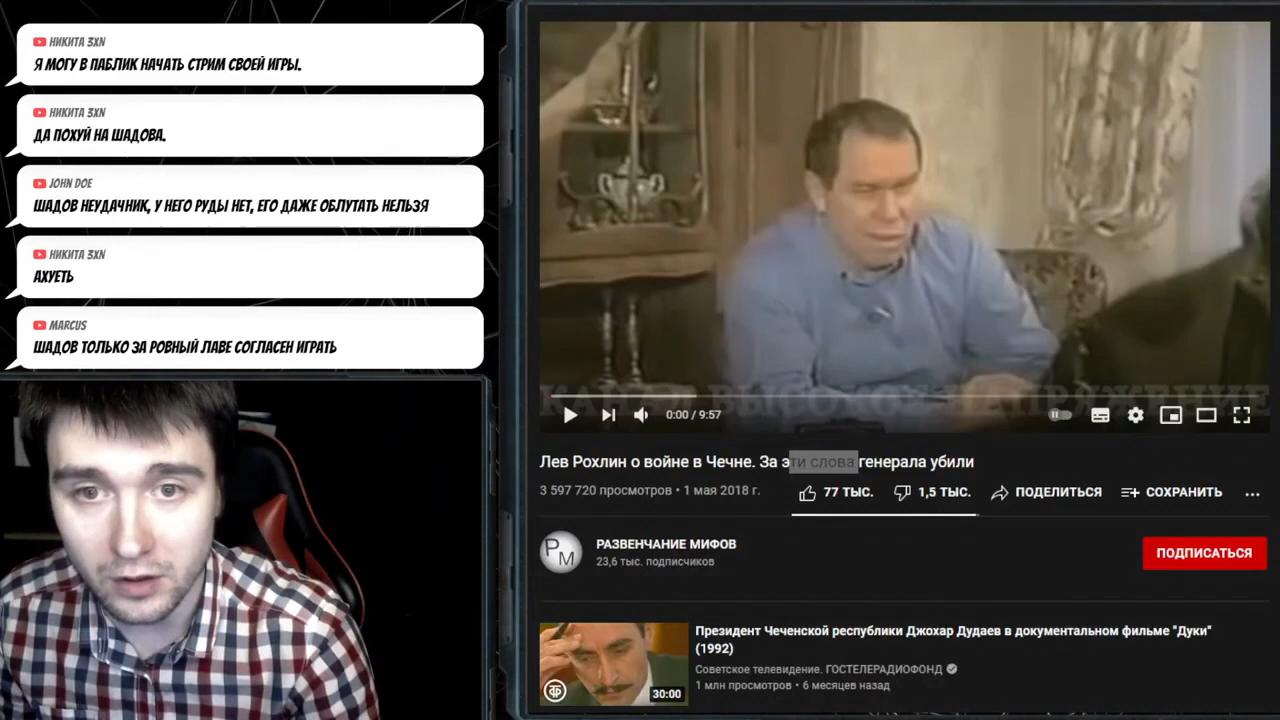 НИКИТА ЗХN
Я МОГУ В ПАБЛИК НАЧАТЬ СТРИМ СВОЕЙ ИГРЫ.
НИКИТА ЗХN
ДА ПОХУЙ НА ШАДОВА.
JOHN DOE
ШАДОВ НЕУДАЧНИК, У НЕГО РУДЫ НЕТ, ЕГО ДАЖЕ ОБЛУТАТЬ НЕЛЬЗЯ
НИКИТА ЗХN
АХУЕТЬ
MARCUS
ШАДОВ ТОЛЬКО ЗА РОВНЫЙ ЛАВЕ СОГЛАСЕН ИГРАТЬ
ВЫСОКОЕ НАПРЯЖЕНИЕ
0:00 / 9:57
Лев Рохлин о войне в Чечне. За эти слова генерала убили
3 597 720 просмотров • 1 мая 2018 г.
77 ТЫС.
1,5 ТЫС.
ПОДЕЛИТЬСЯ
СОХРАНИТЬ
РМ
РАЗВЕНЧАНИЕ МИФОВ
23,6 тыс. подписчиков
ПОДПИСАТЬСЯ
30:00
Президент Чеченской республики Джохар Дудаев в документальном фильме "Дуки"
(1992)
Советское телевидение. ГОСТЕЛЕРАДИОФОНД
1 млн просмотров • 6 месяцев назад